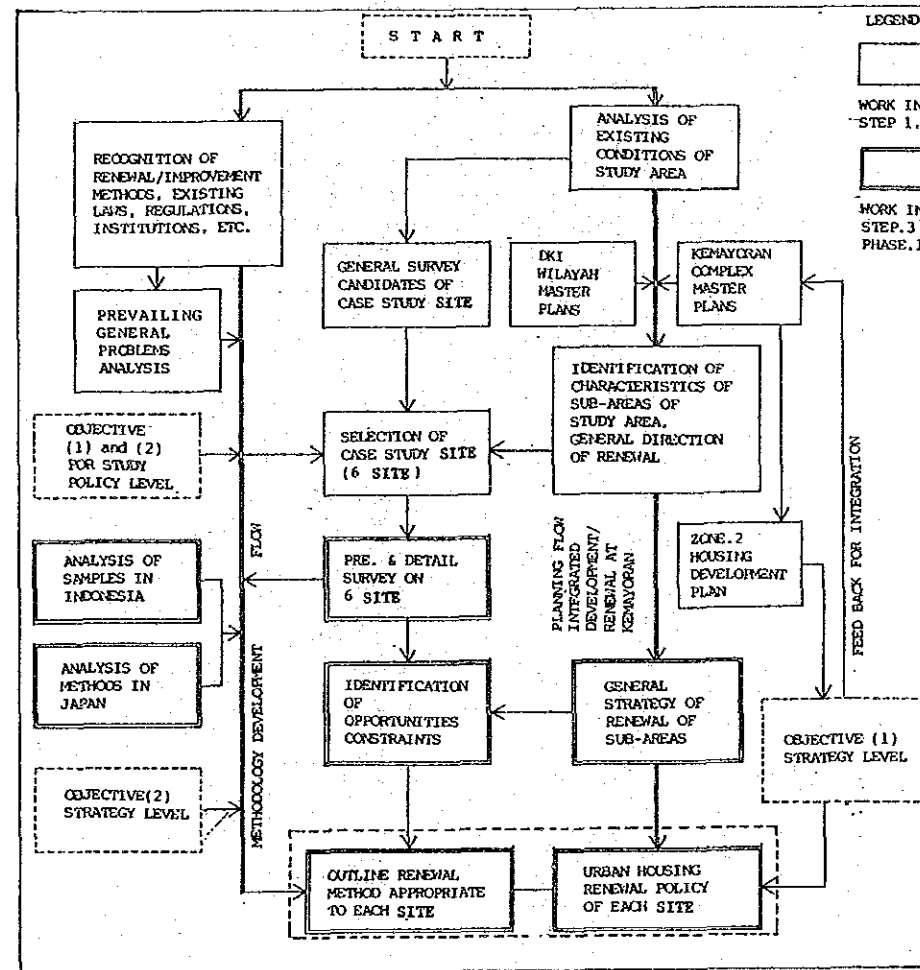 START
LEGEND
WORK IN
STEP 1.
WORK IN
STEP.3
PHASE.1
RECOGNITION OF
RENEWAL/IMPROVEMENT
METHODS, EXISTING
LAWS, REGULATIONS,
INSTITUTIONS, ETC.
ANALYSIS OF
EXISTING
CONDITIONS OF
STUDY AREA
GENERAL SURVEY
CANDIDATES OF
CASE STUDY SITE
DKI
WILAYAH
MASTER
PLANS
KEMAYORAN
COMPLEX
MASTER
PLANS
PREVAILING
GENERAL
PROBLEMS
ANALYSIS
OBJECTIVE
(1) and (2)
FOR STUDY
POLICY LEVEL
SELECTION OF
CASE STUDY SITE
(6 SITE)
IDENTIFICATION OF
CHARACTERISTICS OF
SUB-AREAS OF
STUDY AREA,
GENERAL DIRECTION
OF RENEWAL
ANALYSIS OF
SAMPLES IN
INDONESIA
ANALYSIS OF
METHODS IN
JAPAN
METHODOLOGY DEVELOPMENT
FLOW
PRE. & DETAIL
SURVEY ON
6 SITE
PLANNING FLOW
INTEGRATED
DEVELOPMENT/
RENEWAL AT
KEMAYORAN
ZONE.2
HOUSING
DEVELOPMENT
PLAN
FEED BACK FOR INTEGRATION
IDENTIFICATION
OF
OPPORTUNITIES
CONSTRAINTS
GENERAL
STRATEGY OF
RENEWAL OF
SUB-AREAS
OBJECTIVE (1)
STRATEGY LEVEL
OBJECTIVE(2)
STRATEGY LEVEL
OUTLINE RENEWAL
METHOD APPROPRIATE
TO EACH SITE
URBAN HOUSING
RENEWAL POLICY
OF EACH SITE